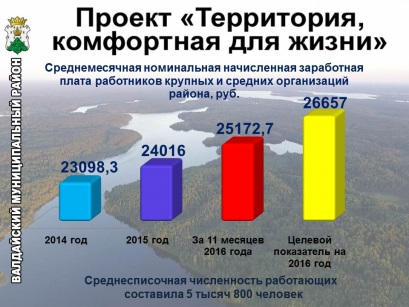 Проект «Территория,
комфортная для жизни»
Среднемесячная номинальная начисленная заработная
плата работников крупных и средних организаций
района, руб.
23098,3
24016
25172,7
26657
2014 год
2015 год
За 11 месяцев
2016 года
Целевой
показатель на
2016 год
Среднесписочная численность работающих
составила 5 тысяч 800 человек
ВАЛДАЙСКИЙ МУНИЦИПАЛЬНЫЙ РАЙОН